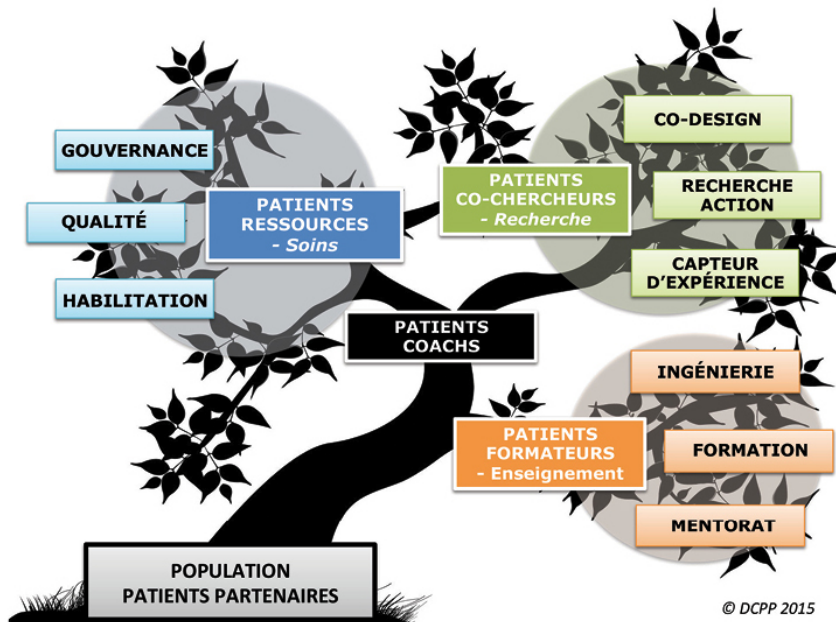 GOUVERNANCE
QUALITÉ
HABILITATION
PATIENTS
RESSOURCES
- Soins
PATIENTS
CO-CHERCHEURS
- Recherche
CO-DESIGN
RECHERCHE
ACTION
CAPTEUR
D'EXPÉRIENCE
PATIENTS
COACHS
PATIENTS
FORMATEURS
- Enseignement
INGÉNIERIE
FORMATION
MENTORAT
POPULATION
PATIENTS PARTENAIRES
© DCPP 2015